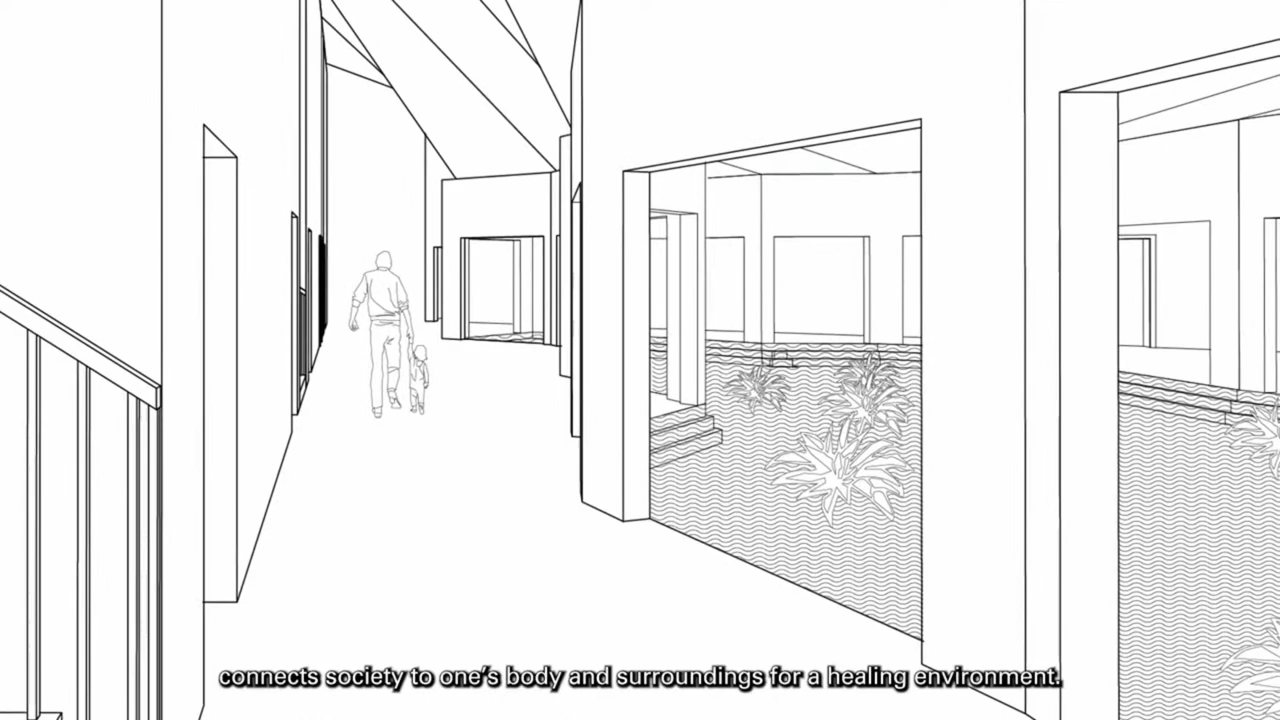 connects society to one's body and surroundings for a healing environment.